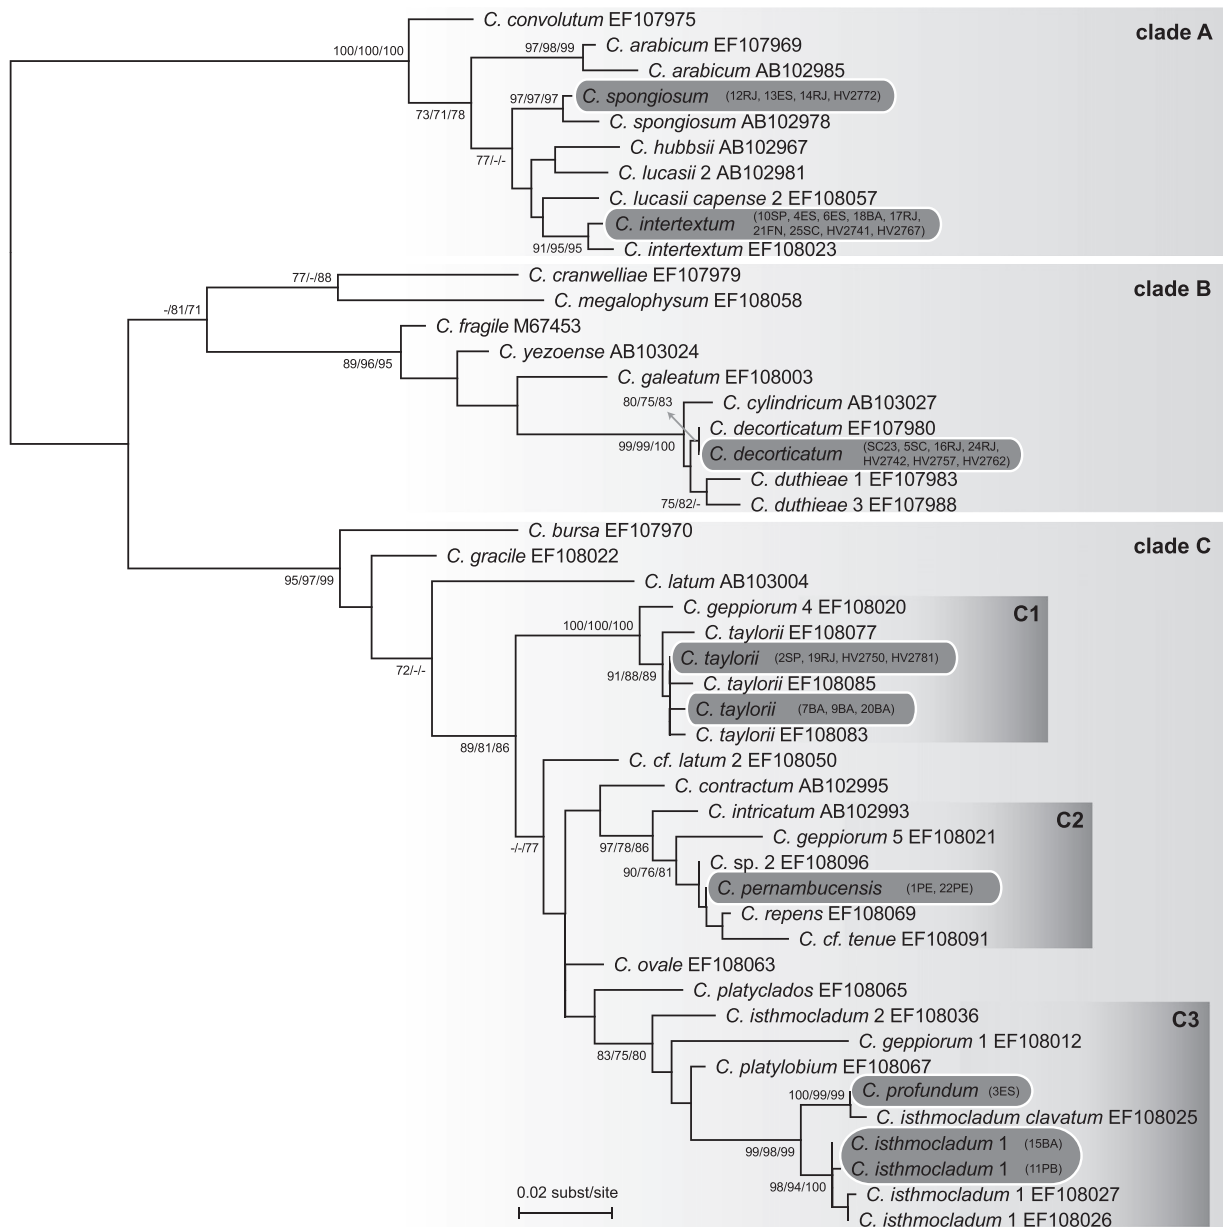 C. convolutum EF107975
clade A
100/100/100
97/98/99
C. arabicum EF107969
C. arabicum AB102985
73/71/78
97/97/97
C. spongiosum (12RJ, 13ES, 14RJ, HV2772)
C. spongiosum AB102978
77/-/-
C. hubbsii AB102967
C. lucasii 2 AB102981
C. lucasii capense 2 EF108057
C. intertextum (10SP, 4ES, 6ES, 18BA, 17RJ,
21FN, 25SC, HV2741, HV2767)
91/95/95
C. intertextum EF108023
77/-/88
C. cranwelliae EF107979
clade B
C. megalophysum EF108058
-/81/71
C. fragile M67453
89/96/95
C. yezoense AB103024
C. galeatum EF108003
80/75/83
C. cylindricum AB103027
C. decorticatum EF107980
99/99/100
C. decorticatum (SC23, 5SC, 16RJ, 24RJ,
HV2742, HV2757, HV2762)
C. duthieae 1 EF107983
75/82/-
C. duthieae 3 EF107988
C. bursa EF107970
clade C
C. gracile EF108022
95/97/99
C. latum AB103004
C. geppiorum 4 EF108020
C1
100/100/100
C. taylorii EF108077
C. taylorii (2SP, 19RJ, HV2750, HV2781)
72/-/-
91/88/89
C. taylorii EF108085
C. taylorii (7BA, 9BA, 20BA)
C. taylorii EF108083
89/81/86
C. cf. latum 2 EF108050
C. contractum AB102995
C. intricatum AB102993
C2
C. geppiorum 5 EF108021
-/-/77
97/78/86
C. sp. 2 EF108096
90/76/81
C. pernambucensis (1PE, 22PE)
C. repens EF108069
C. cf. tenue EF108091
C. ovale EF108063
C. platyclados EF108065
C. isthmocladum 2 EF108036
C3
C. geppiorum 1 EF108012
83/75/80
C. platylobium EF108067
100/99/99
C. profundum (3ES)
C. isthmocladum clavatum EF108025
C. isthmocladum 1 (15BA)
99/98/99
C. isthmocladum 1 (11PB)
98/94/100
C. isthmocladum 1 EF108027
0.02 subst/site
C. isthmocladum 1 EF108026